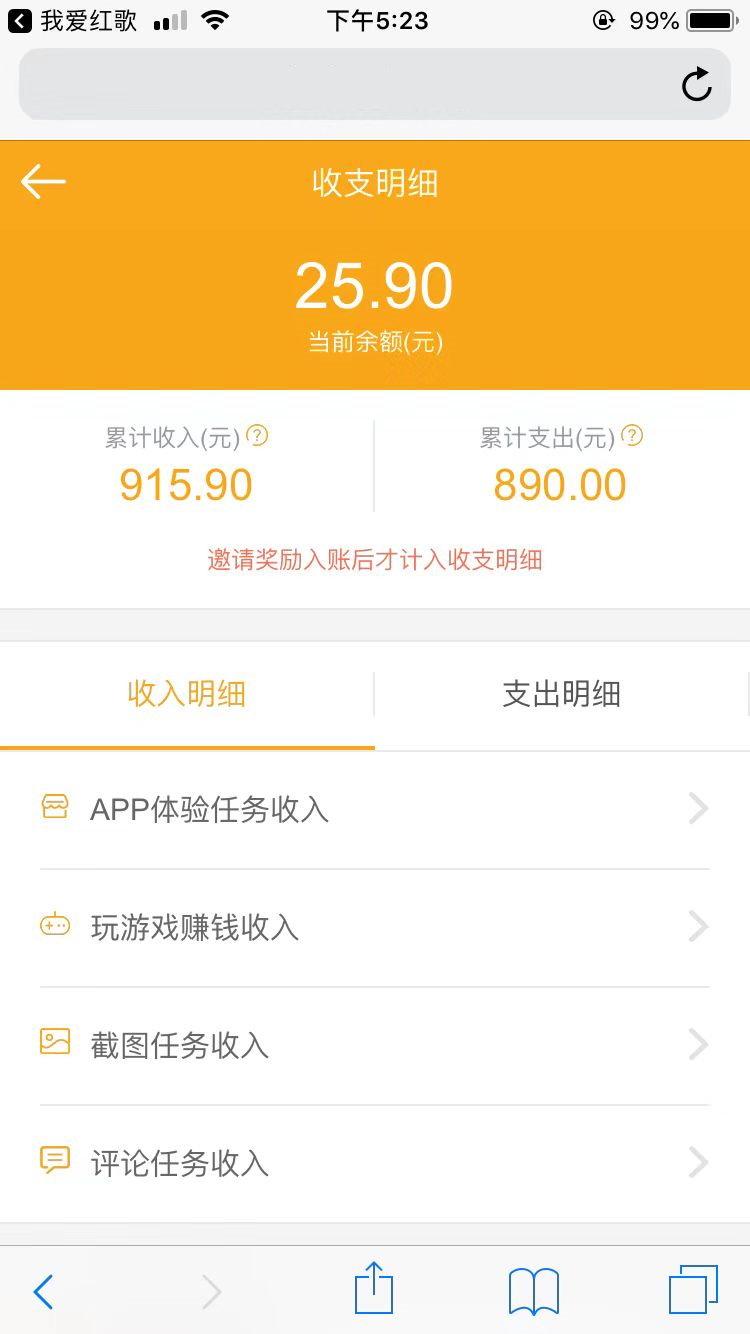 我爱红歌 下午5:23 99%
收支明细
25.90
当前余额(元)
累计收入(元) ? 累计支出(元) ?
915.90 890.00
邀请奖励入账后才计入收支明细
收入明细 支出明细
APP体验任务收入
玩游戏赚钱收入
截图任务收入
评论任务收入